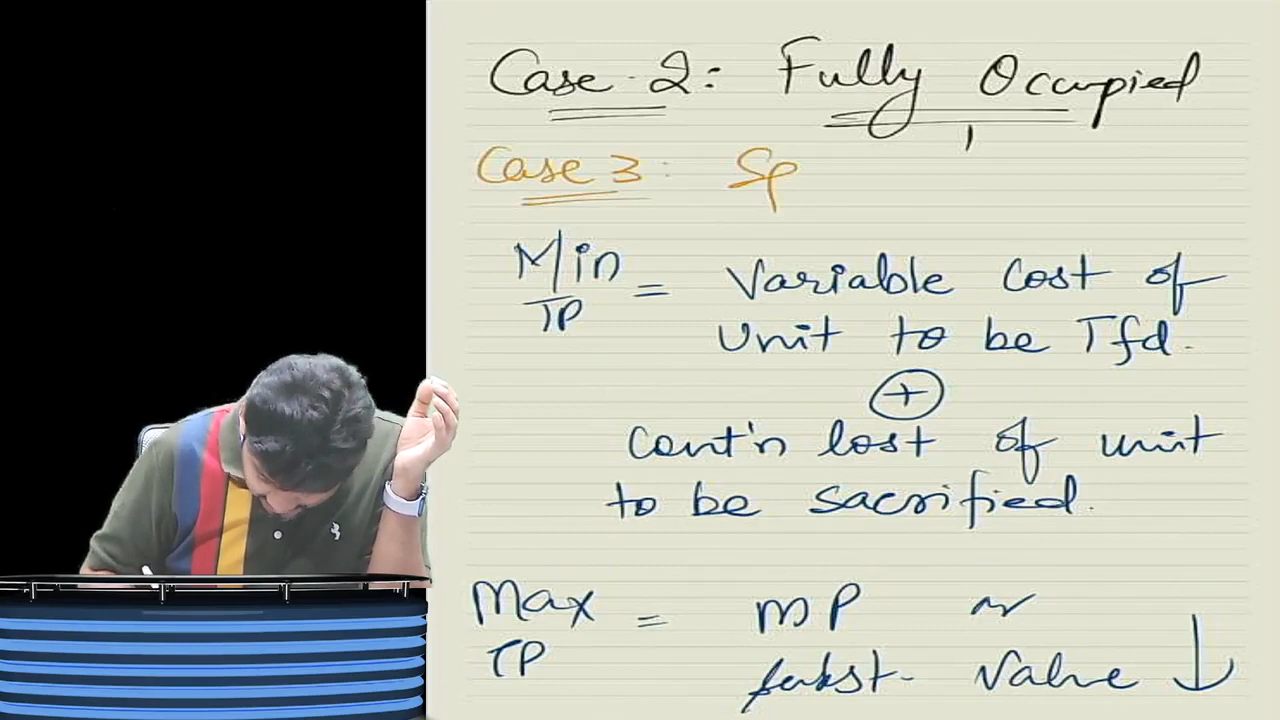 Case 2: Fully Occupied
Case 3: Sp
Min TP = Variable Cost of
Unit to be Tfd.
+
Cont'n lost of unit
to be sacrified.
Max TP = MP or
subst. Value ↓